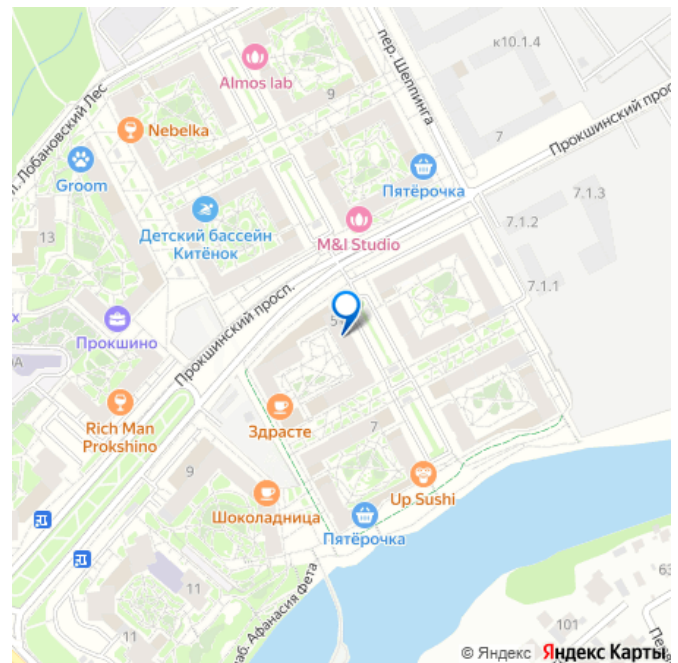 к10.1.4
пер. Шеппинга
Almos lab
9
Лобановский Лес
Nebelka
7
Прокшинский прос
Groom
Пятёрочка
7.1.3
Детский бассейн
Китёнок
M&I Studio
7.1.2
13
7.1.1
Прокшинский просп.
Прокшино
Rich Man
Prokshino
Здрасте
7
9
Up.Sushi
Шоколадница
Пятёрочка
11
11
наб. Афанасия Фета
101
63
© Яндекс Яндекс Карты